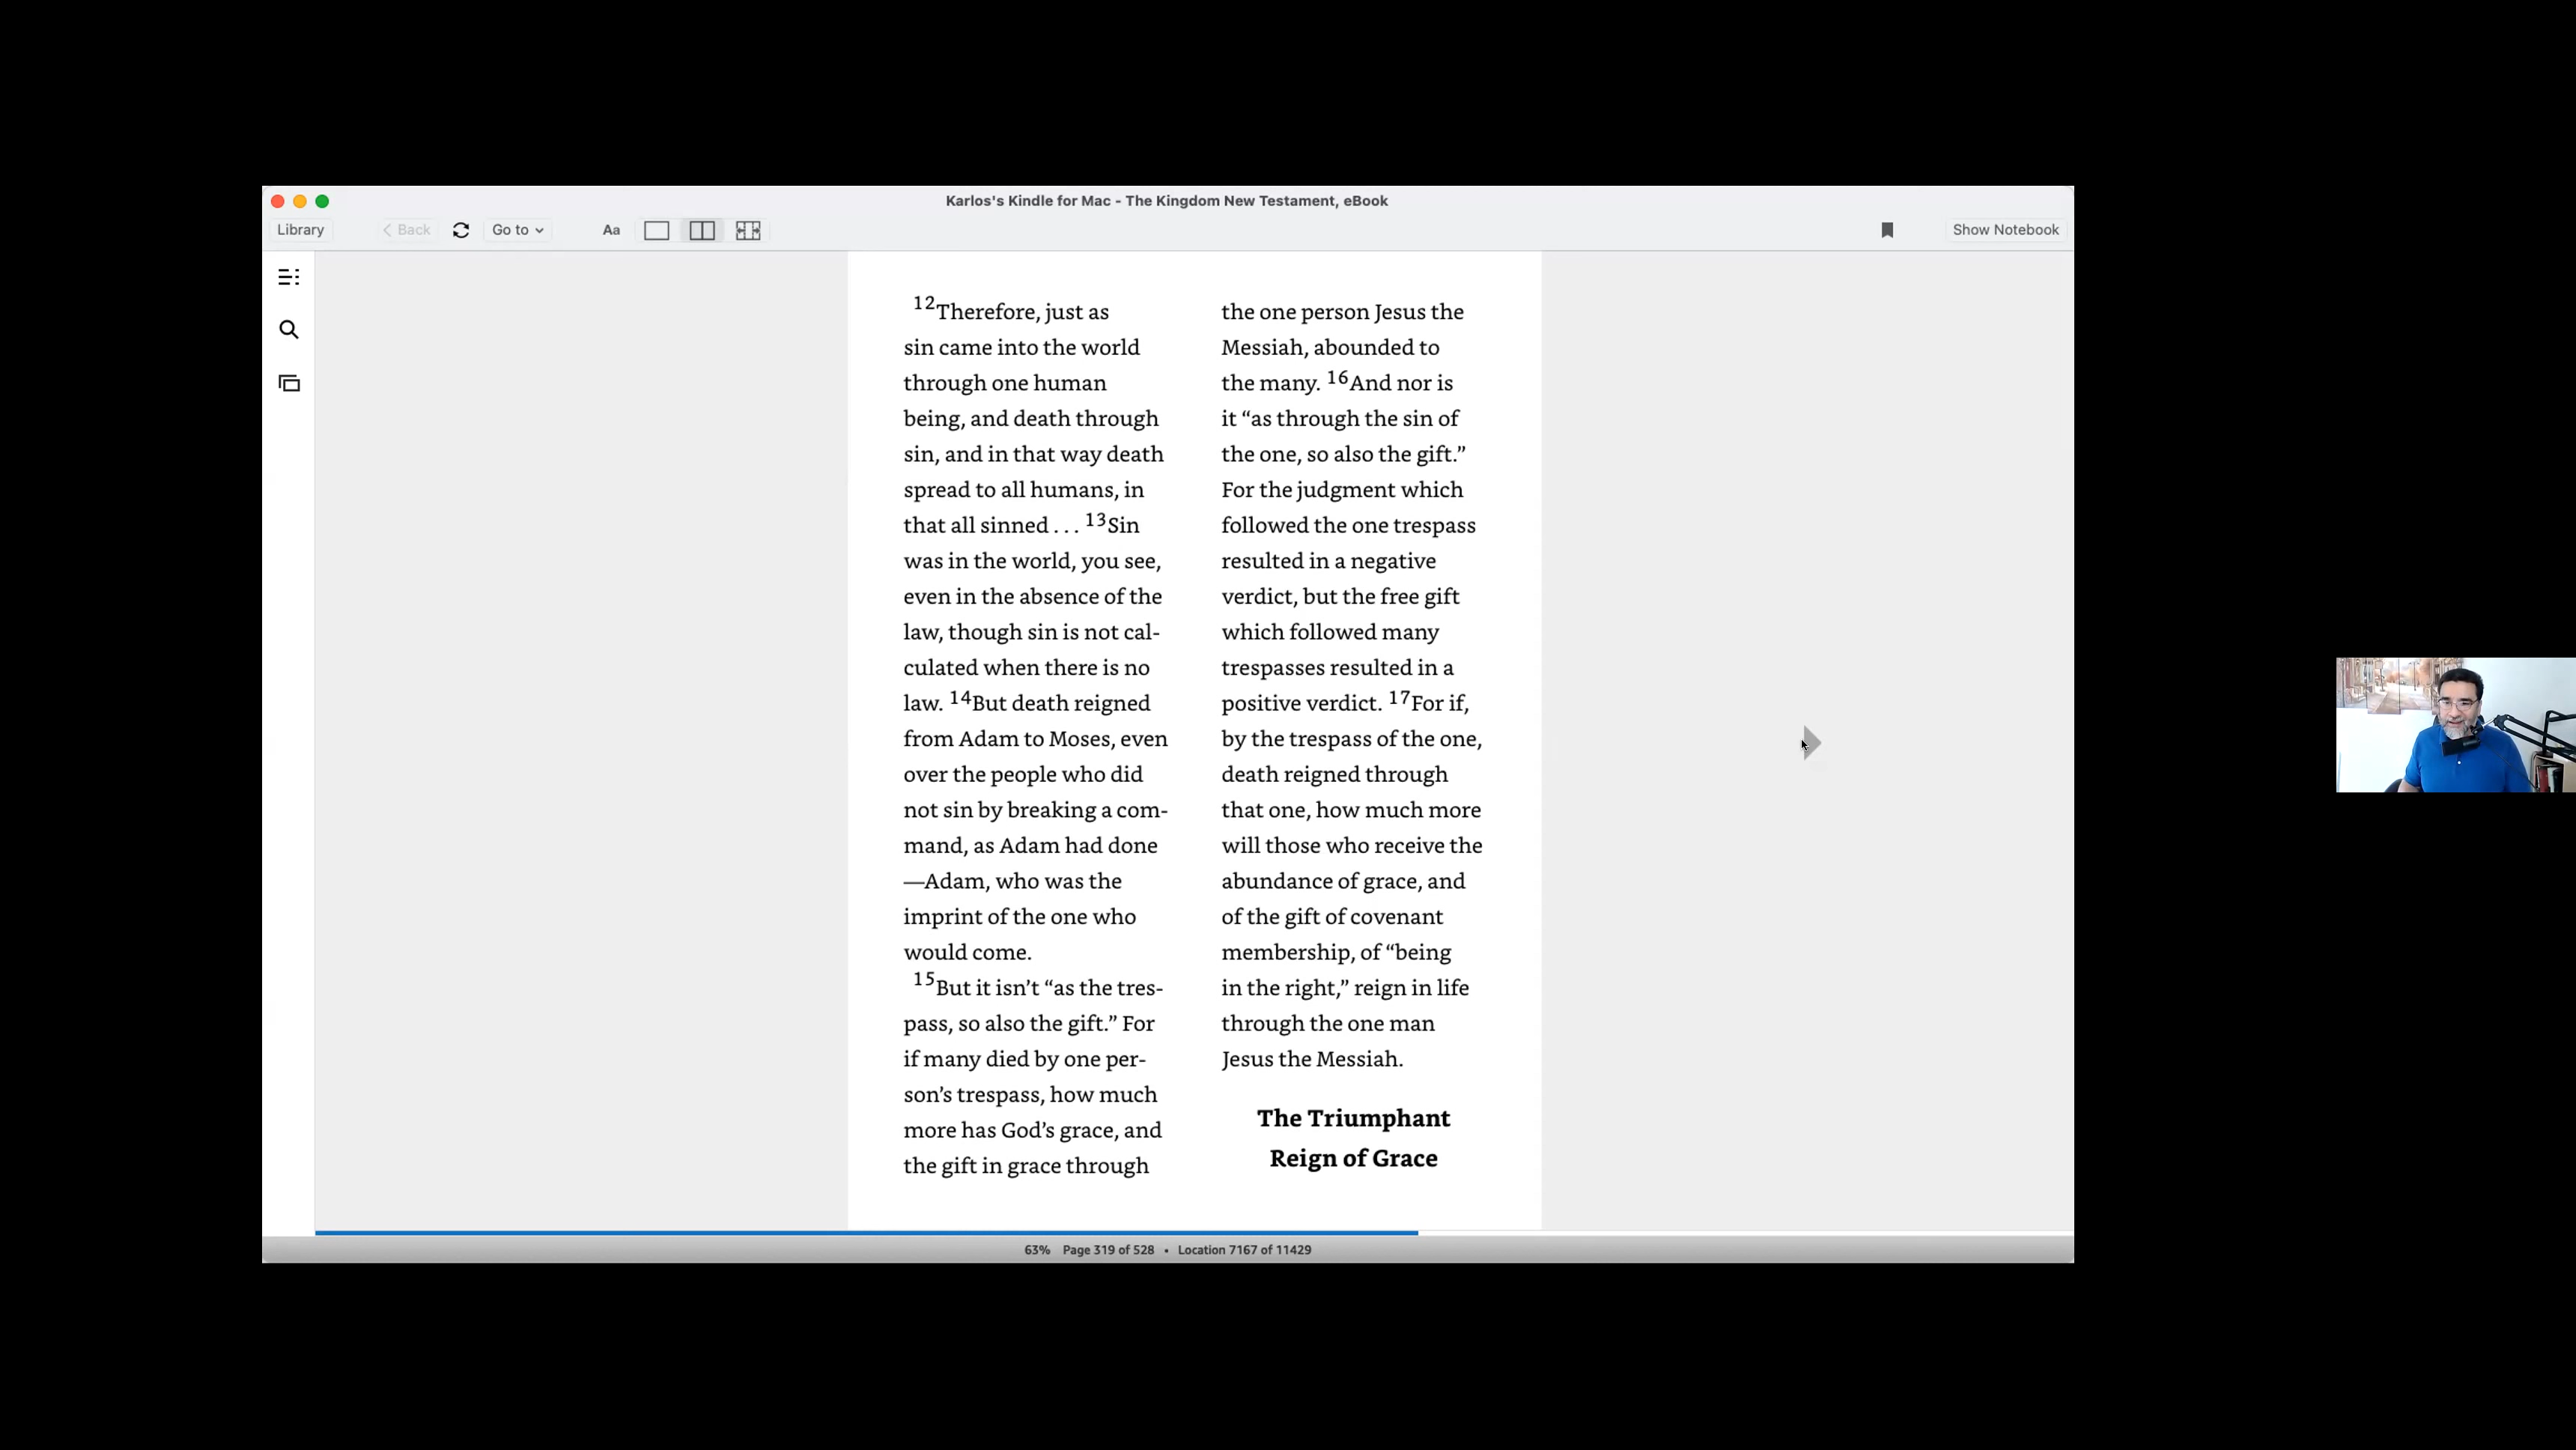 Karlos's Kindle for Mac - The Kingdom New Testament, eBook
Library
Back
Go to
Aa
Show Notebook
12Therefore, just as
sin came into the world
through one human
being, and death through
sin, and in that way death
spread to all humans, in
that all sinned . . . 13Sin
was in the world, you see,
even in the absence of the
law, though sin is not cal-
culated when there is no
law. 14But death reigned
from Adam to Moses, even
over the people who did
not sin by breaking a com-
mand, as Adam had done
—Adam, who was the
imprint of the one who
would come.
15But it isn’t “as the tres-
pass, so also the gift.” For
if many died by one per-
son’s trespass, how much
more has God’s grace, and
the gift in grace through
the one person Jesus the
Messiah, abounded to
the many. 16And nor is
it “as through the sin of
the one, so also the gift.”
For the judgment which
followed the one trespass
resulted in a negative
verdict, but the free gift
which followed many
trespasses resulted in a
positive verdict. 17For if,
by the trespass of the one,
death reigned through
that one, how much more
will those who receive the
abundance of grace, and
of the gift of covenant
membership, of “being
in the right,” reign in life
through the one man
Jesus the Messiah.
The Triumphant
Reign of Grace
63% Page 319 of 528 • Location 7167 of 11429